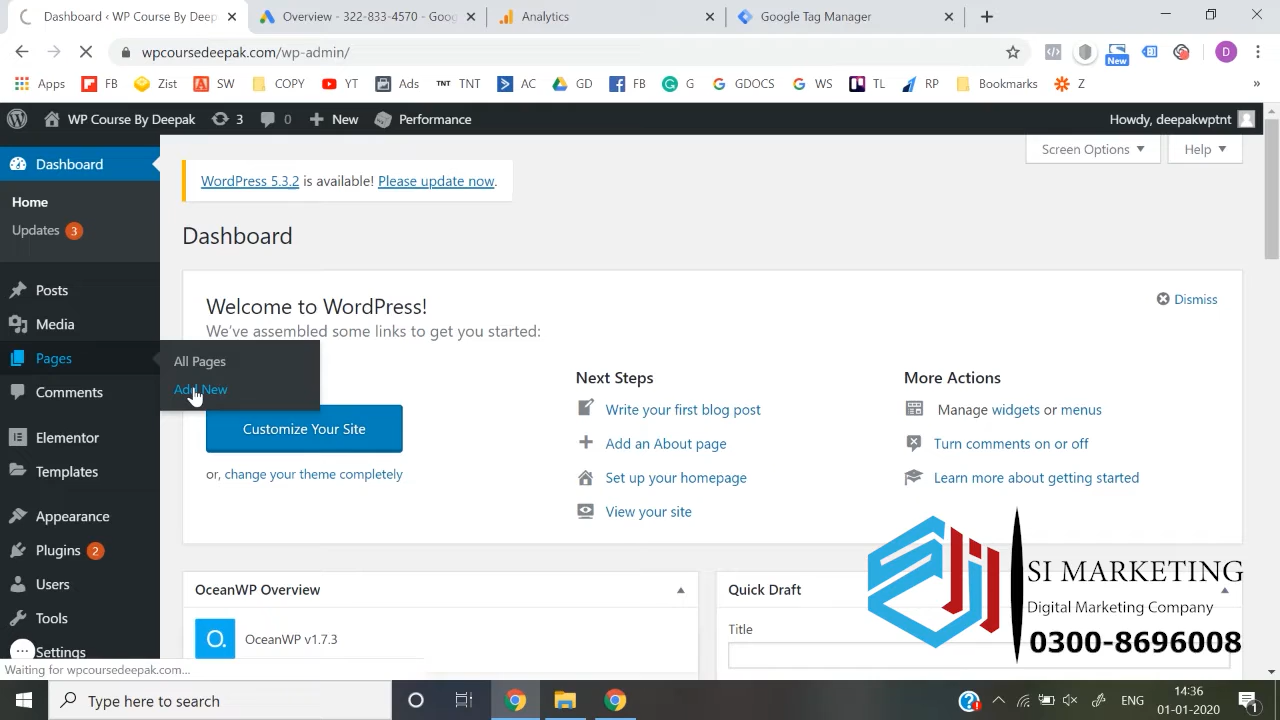 Dashboard ‹ WP Course By Deep
Overview - 322-833-4570 - Goog
Analytics
Google Tag Manager
wpcoursedeepak.com/wp-admin/
New
D
Apps FB Zist SW COPY YT Ads TNT TNT AC GD FB G GDOCS WS TL RP Bookmarks Z »
WP Course By Deepak 3 0 New Performance
Howdy, deepakwptnt
Dashboard
Screen Options
Help
WordPress 5.3.2 is available! Please update now.
Home
Updates 3
Dashboard
Posts
Welcome to WordPress!
Dismiss
Media
We've assembled some links to get you started:
Pages
All Pages
Add New
Next Steps
More Actions
Comments
Write your first blog post
Manage widgets or menus
Customize Your Site
Elementor
Add an About page
Turn comments on or off
Templates
or, change your theme completely
Set up your homepage
Learn more about getting started
Appearance
View your site
Plugins 2
SI MARKETING
Users
OceanWP Overview
Quick Draft
Digital Marketing Company
Tools
O.
OceanWP v1.7.3
Title
0300-8696008
Settings
Waiting for wpcoursedeepak.com...
Type here to search
ENG
14:36
01-01-2020
1